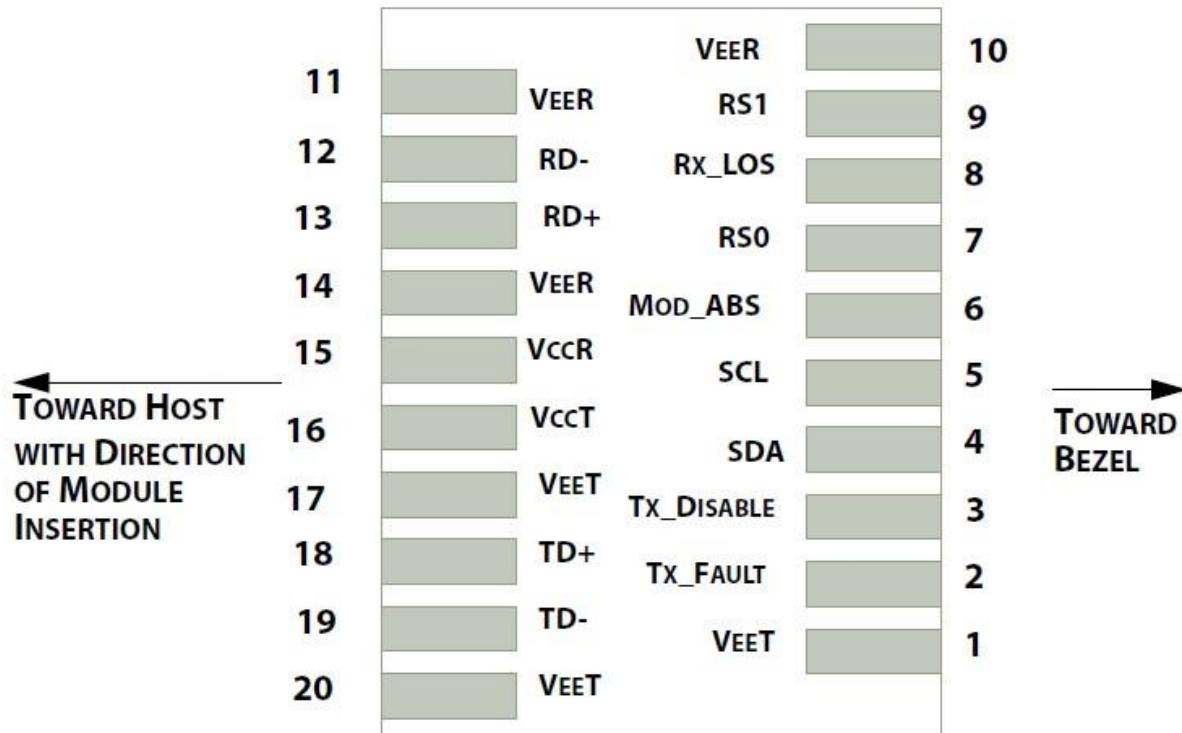 11 VEER
12 RD-
13 RD+
14 VEER
15 VCCR
16 VCCT
17 VEET
18 TD+
19 TD-
20 VEET
VEER 10
RS1 9
RX_LOS 8
RS0 7
MOD_ABS 6
SCL 5
SDA 4
TX_DISABLE 3
TX_FAULT 2
VEET 1
TOWARD HOST
WITH DIRECTION
OF MODULE
INSERTION
TOWARD
BEZEL